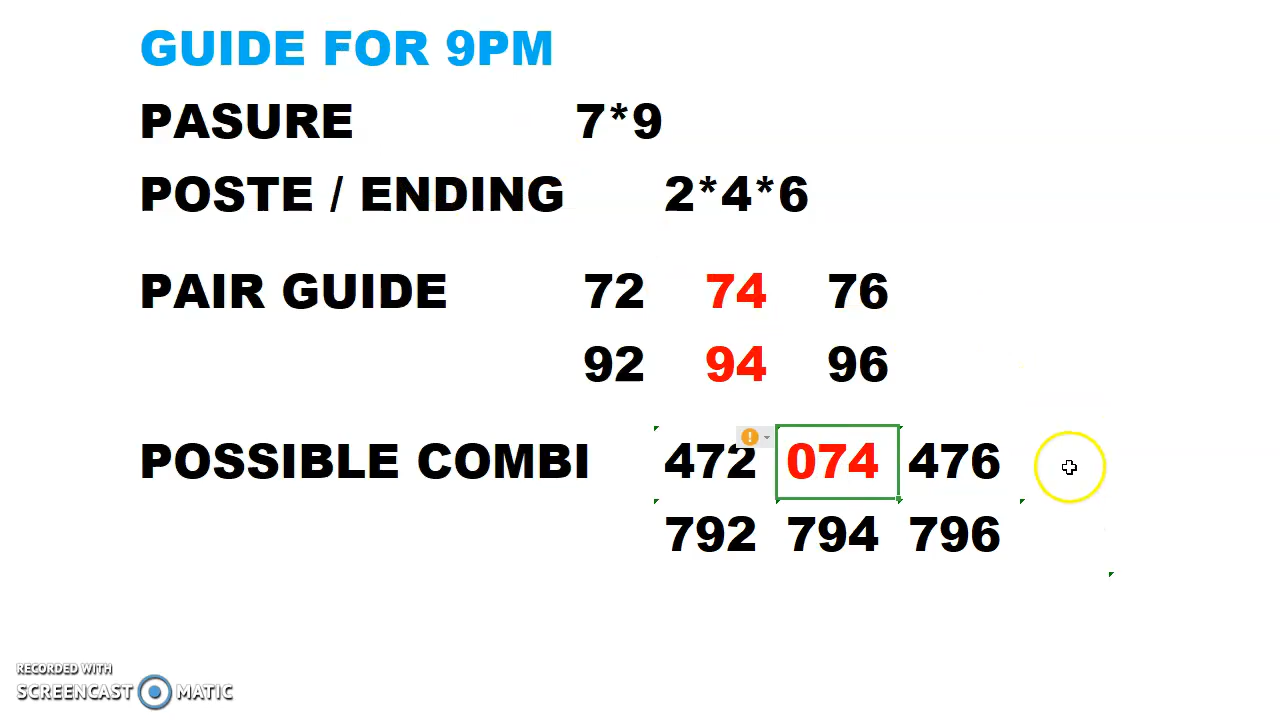 GUIDE FOR 9PM
PASURE 7*9
POSTE / ENDING 2*4*6
PAIR GUIDE 72 74 76
92 94 96
POSSIBLE COMBI 472 074 476
792 794 796
RECORDED WITH
SCREENCAST MATIC